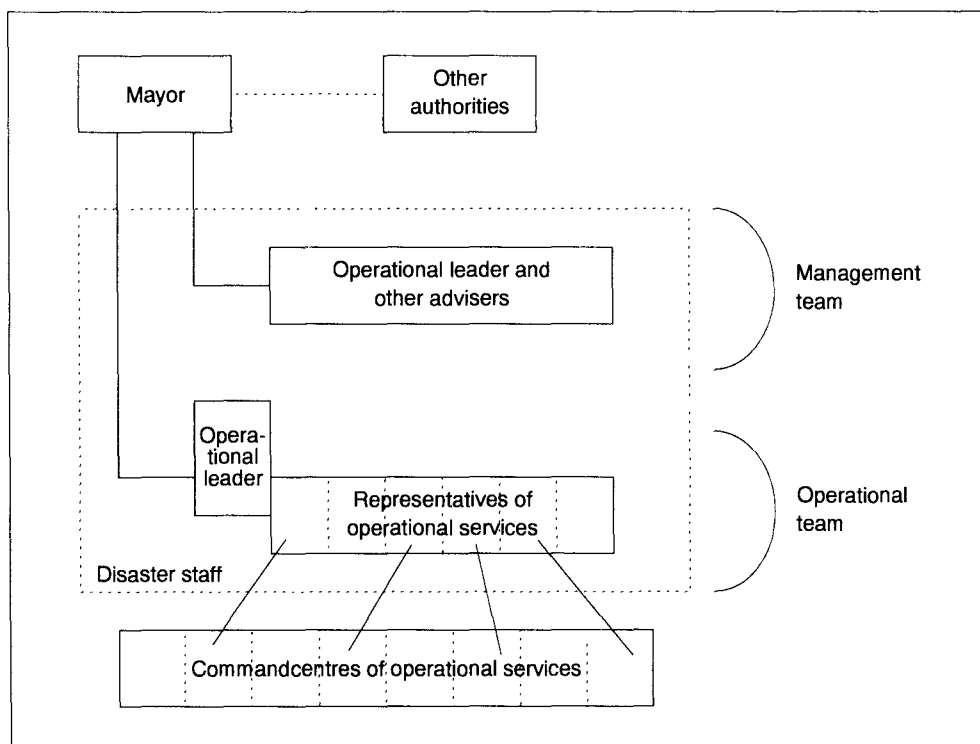 Mayor
Other
authorities
Operational leader and
other advisers
Management
team
Opera-
tional
leader
Representatives of
operational services
Operational
team
Disaster staff
Commandcentres of operational services